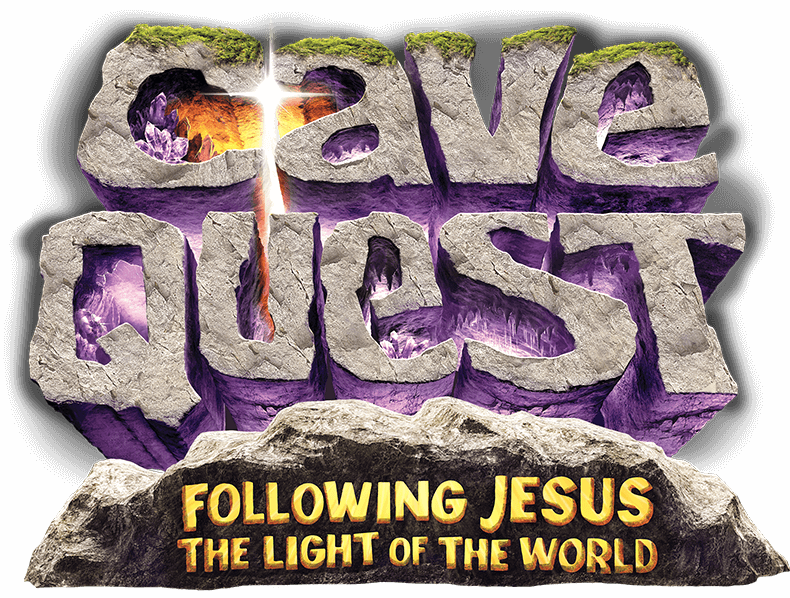 Cave
QUEST
FOLLOWING JESUS
THE LIGHT OF THE WORLD